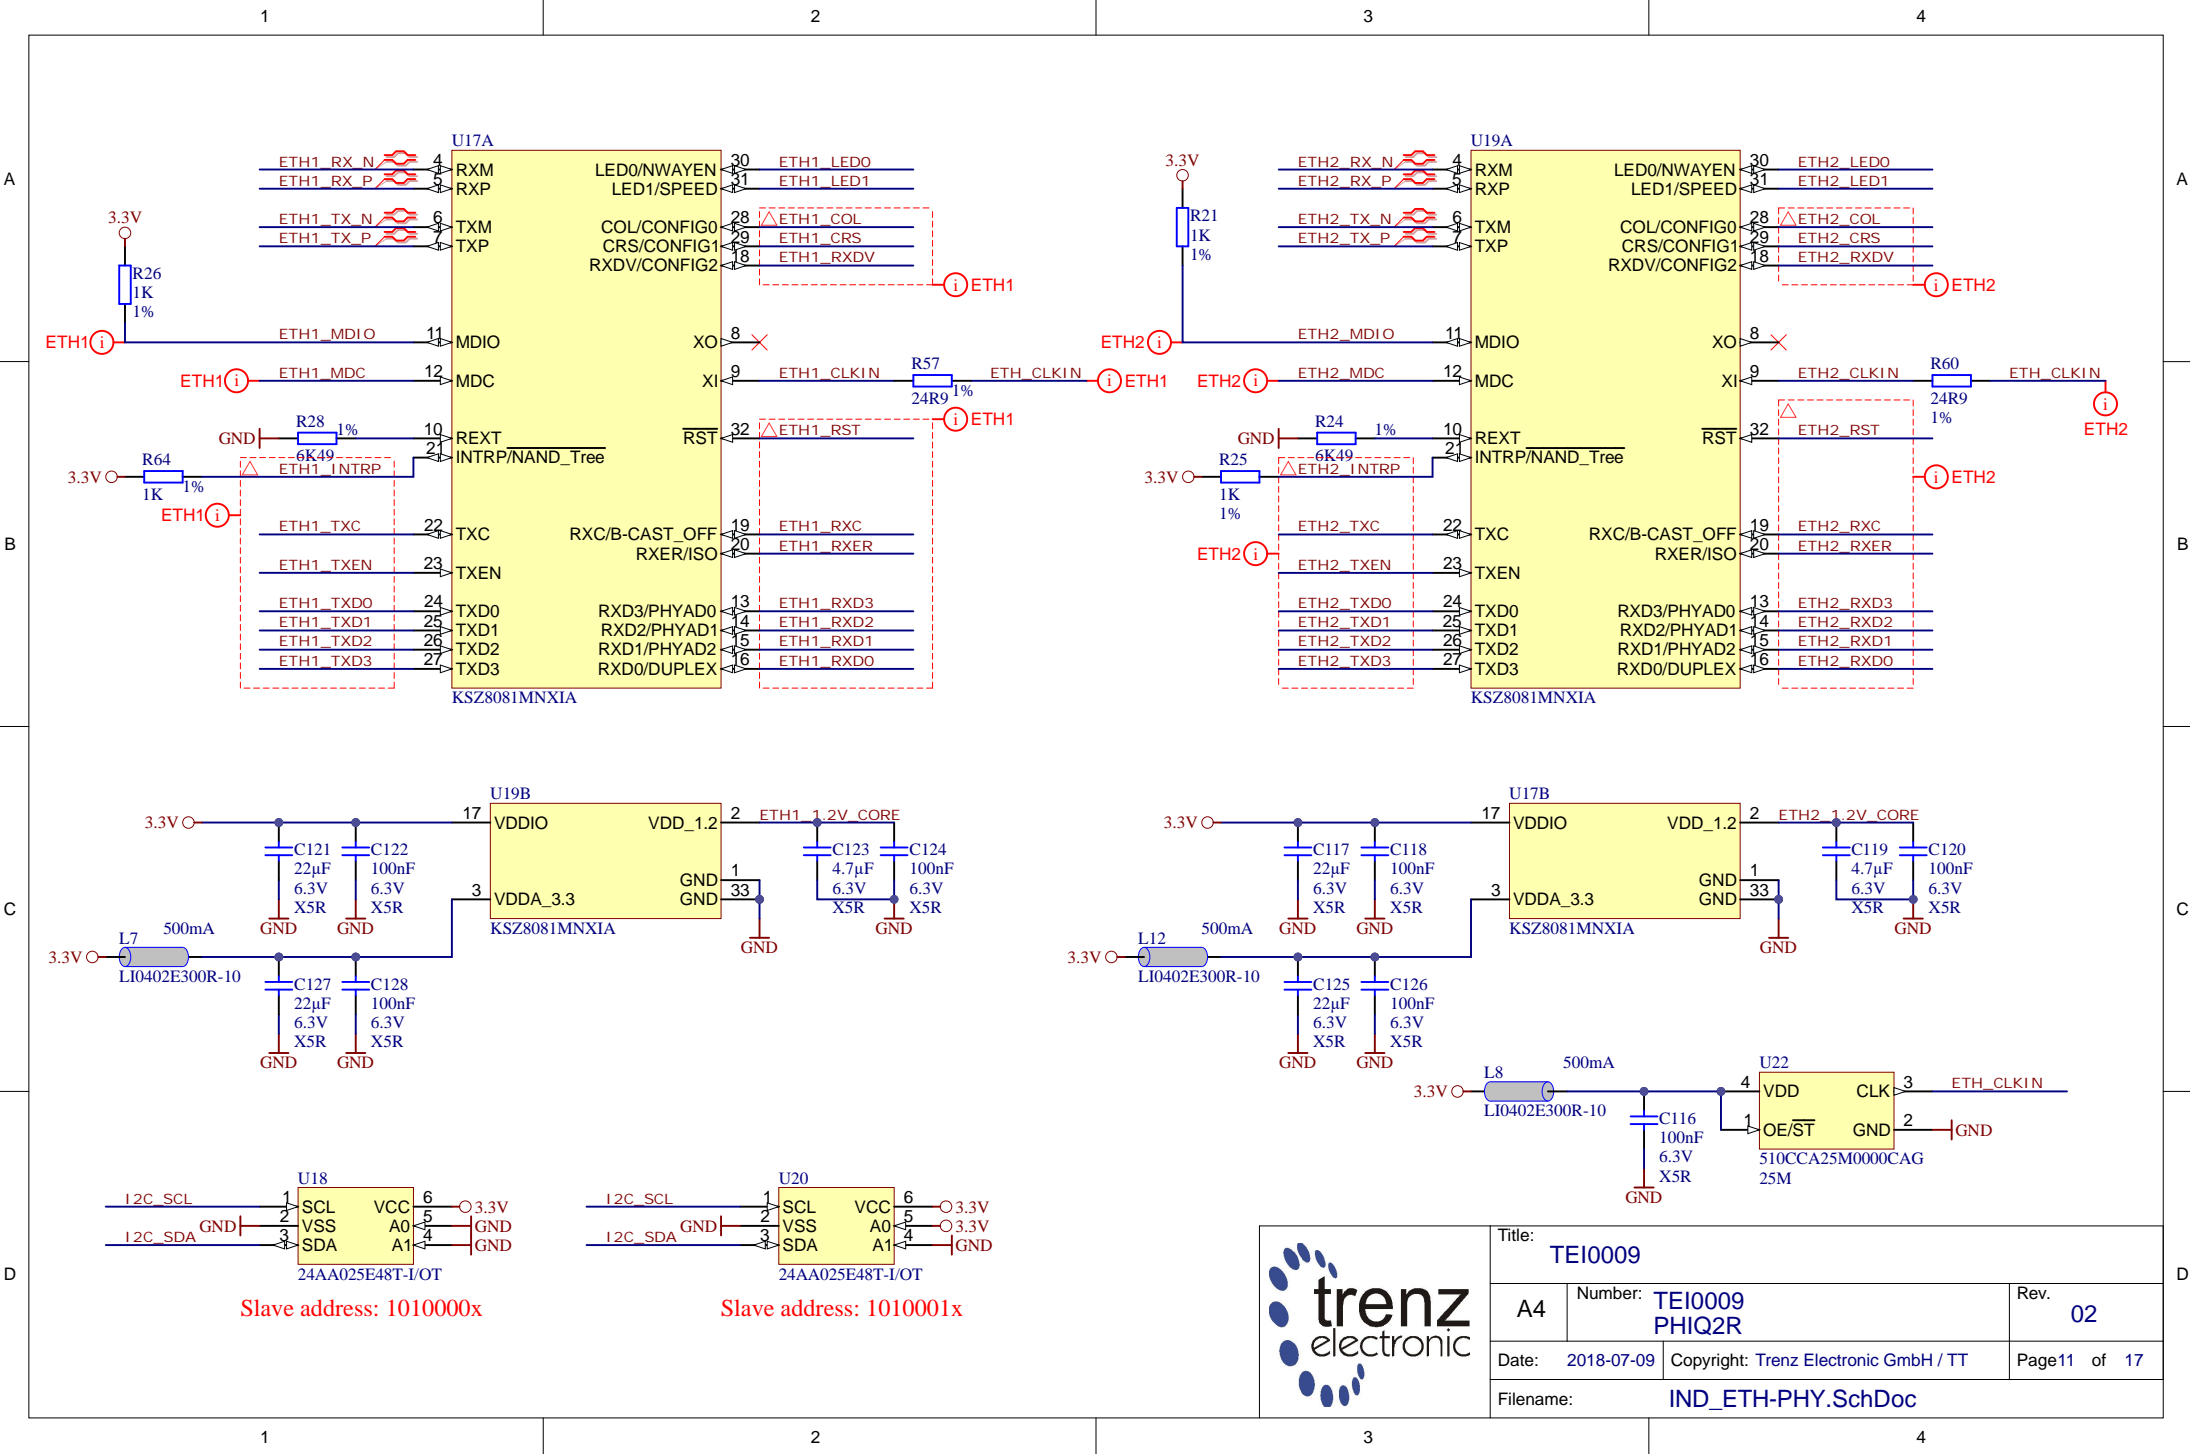 1
2
3
4
A
A
B
B
C
C
D
D
U17A
ETH1_RX_N
4
RXM
ETH1_RX_P
5
RXP
ETH1_TX_N
6
TXM
ETH1_TX_P
7
TXP
3.3V
R26
1K
1%
ETH1 i
ETH1_MDIO
11
MDIO
ETH1 i
ETH1_MDC
12
MDC
GND
R28
1%
6K49
10
REXT
21
INTRP/NAND_Tree
3.3V
R64
1K
1%
ETH1_INTRP
ETH1 i
ETH1_TXC
22
TXC
ETH1_TXEN
23
TXEN
ETH1_TXD0
24
TXD0
ETH1_TXD1
25
TXD1
ETH1_TXD2
26
TXD2
ETH1_TXD3
27
TXD3
LED0/NWAYEN
30
ETH1_LED0
LED1/SPEED
31
ETH1_LED1
COL/CONFIG0
28
ETH1_COL
CRS/CONFIG1
29
ETH1_CRS
RXDV/CONFIG2
18
ETH1_RXDV
i ETH1
XO
8
XI
9
ETH1_CLKIN
R57
24R9
1%
ETH_CLKIN
i ETH1
i ETH1
RST
32
ETH1_RST
RXC/B-CAST_OFF
19
ETH1_RXC
RXER/ISO
20
ETH1_RXER
RXD3/PHYAD0
13
ETH1_RXD3
RXD2/PHYAD1
14
ETH1_RXD2
RXD1/PHYAD2
15
ETH1_RXD1
RXD0/DUPLEX
16
ETH1_RXD0
KSZ8081MNXIA
U19A
ETH2_RX_N
4
RXM
ETH2_RX_P
5
RXP
ETH2_TX_N
6
TXM
ETH2_TX_P
7
TXP
3.3V
R21
1K
1%
ETH2 i
ETH2_MDIO
11
MDIO
ETH2 i
ETH2_MDC
12
MDC
GND
R24
1%
6K49
10
REXT
21
INTRP/NAND_Tree
3.3V
R25
1K
1%
ETH2_INTRP
ETH2 i
ETH2_TXC
22
TXC
ETH2_TXEN
23
TXEN
ETH2_TXD0
24
TXD0
ETH2_TXD1
25
TXD1
ETH2_TXD2
26
TXD2
ETH2_TXD3
27
TXD3
LED0/NWAYEN
30
ETH2_LED0
LED1/SPEED
31
ETH2_LED1
COL/CONFIG0
28
ETH2_COL
CRS/CONFIG1
29
ETH2_CRS
RXDV/CONFIG2
18
ETH2_RXDV
i ETH2
XO
8
XI
9
ETH2_CLKIN
R60
24R9
1%
ETH_CLKIN
i
ETH2
RST
32
ETH2_RST
i ETH2
RXC/B-CAST_OFF
19
ETH2_RXC
RXER/ISO
20
ETH2_RXER
RXD3/PHYAD0
13
ETH2_RXD3
RXD2/PHYAD1
14
ETH2_RXD2
RXD1/PHYAD2
15
ETH2_RXD1
RXD0/DUPLEX
16
ETH2_RXD0
KSZ8081MNXIA
U19B
3.3V
17
VDDIO
VDD_1.2
2
ETH1_1.2V_CORE
C121
22µF
6.3V
X5R
GND
C122
100nF
6.3V
X5R
GND
3
VDDA_3.3
GND
1
GND
33
GND
KSZ8081MNXIA
C123
4.7µF
6.3V
X5R
C124
100nF
6.3V
X5R
GND
3.3V
L7
500mA
LI0402E300R-10
C127
22µF
6.3V
X5R
GND
C128
100nF
6.3V
X5R
GND
U17B
3.3V
17
VDDIO
VDD_1.2
2
ETH2_1.2V_CORE
C117
22µF
6.3V
X5R
GND
C118
100nF
6.3V
X5R
GND
3
VDDA_3.3
GND
1
GND
33
GND
KSZ8081MNXIA
C119
4.7µF
6.3V
X5R
C120
100nF
6.3V
X5R
GND
3.3V
L12
500mA
LI0402E300R-10
C125
22µF
6.3V
X5R
GND
C126
100nF
6.3V
X5R
GND
3.3V
L8
500mA
LI0402E300R-10
C116
100nF
6.3V
X5R
GND
U22
4
VDD
CLK
3
ETH_CLKIN
1
OE/ST
GND
2
GND
510CCA25M0000CAG
25M
U18
I2C_SCL
1
SCL
VCC
6
3.3V
GND
2
VSS
A0
5
GND
I2C_SDA
3
SDA
A1
4
GND
24AA025E48T-I/OT
Slave address: 1010000x
U20
I2C_SCL
1
SCL
VCC
6
3.3V
GND
2
VSS
A0
5
3.3V
I2C_SDA
3
SDA
A1
4
GND
24AA025E48T-I/OT
Slave address: 1010001x
trenz
electronic
Title:
TEI0009
A4
Number: TEI0009
PHIQ2R
Rev.
02
Date: 2018-07-09
Copyright: Trenz Electronic GmbH / TT
Page11 of 17
Filename: IND_ETH-PHY.SchDoc
1
2
3
4